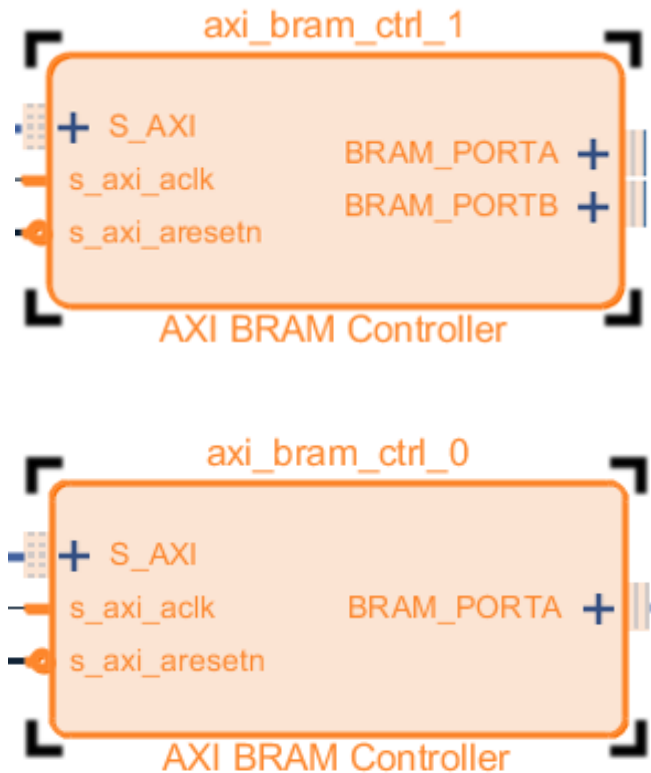 axi_bram_ctrl_1
S_AXI
BRAM_PORTA
s_axi_aclk
BRAM_PORTB
s_axi_aresetn
AXI BRAM Controller
axi_bram_ctrl_0
S_AXI
s_axi_aclk
BRAM_PORTA
s_axi_aresetn
AXI BRAM Controller